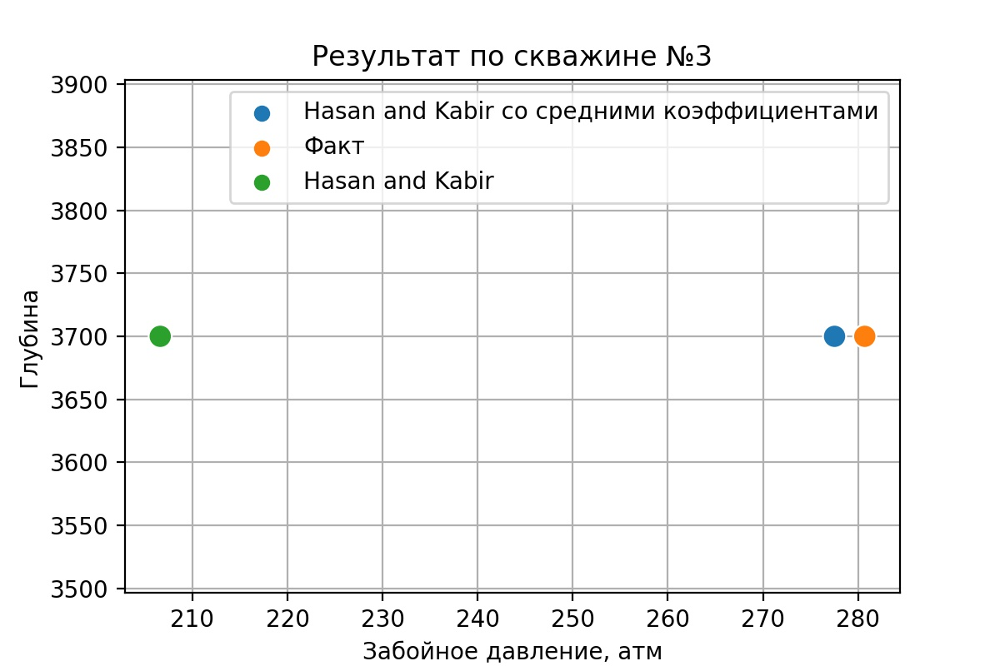 Результат по скважине №3
Hasan and Kabir со средними коэффициентами
Факт
Hasan and Kabir
3900
3850
3800
3750
3700
3650
3600
3550
3500
Глубина
210 220 230 240 250 260 270 280
Забойное давление, атм